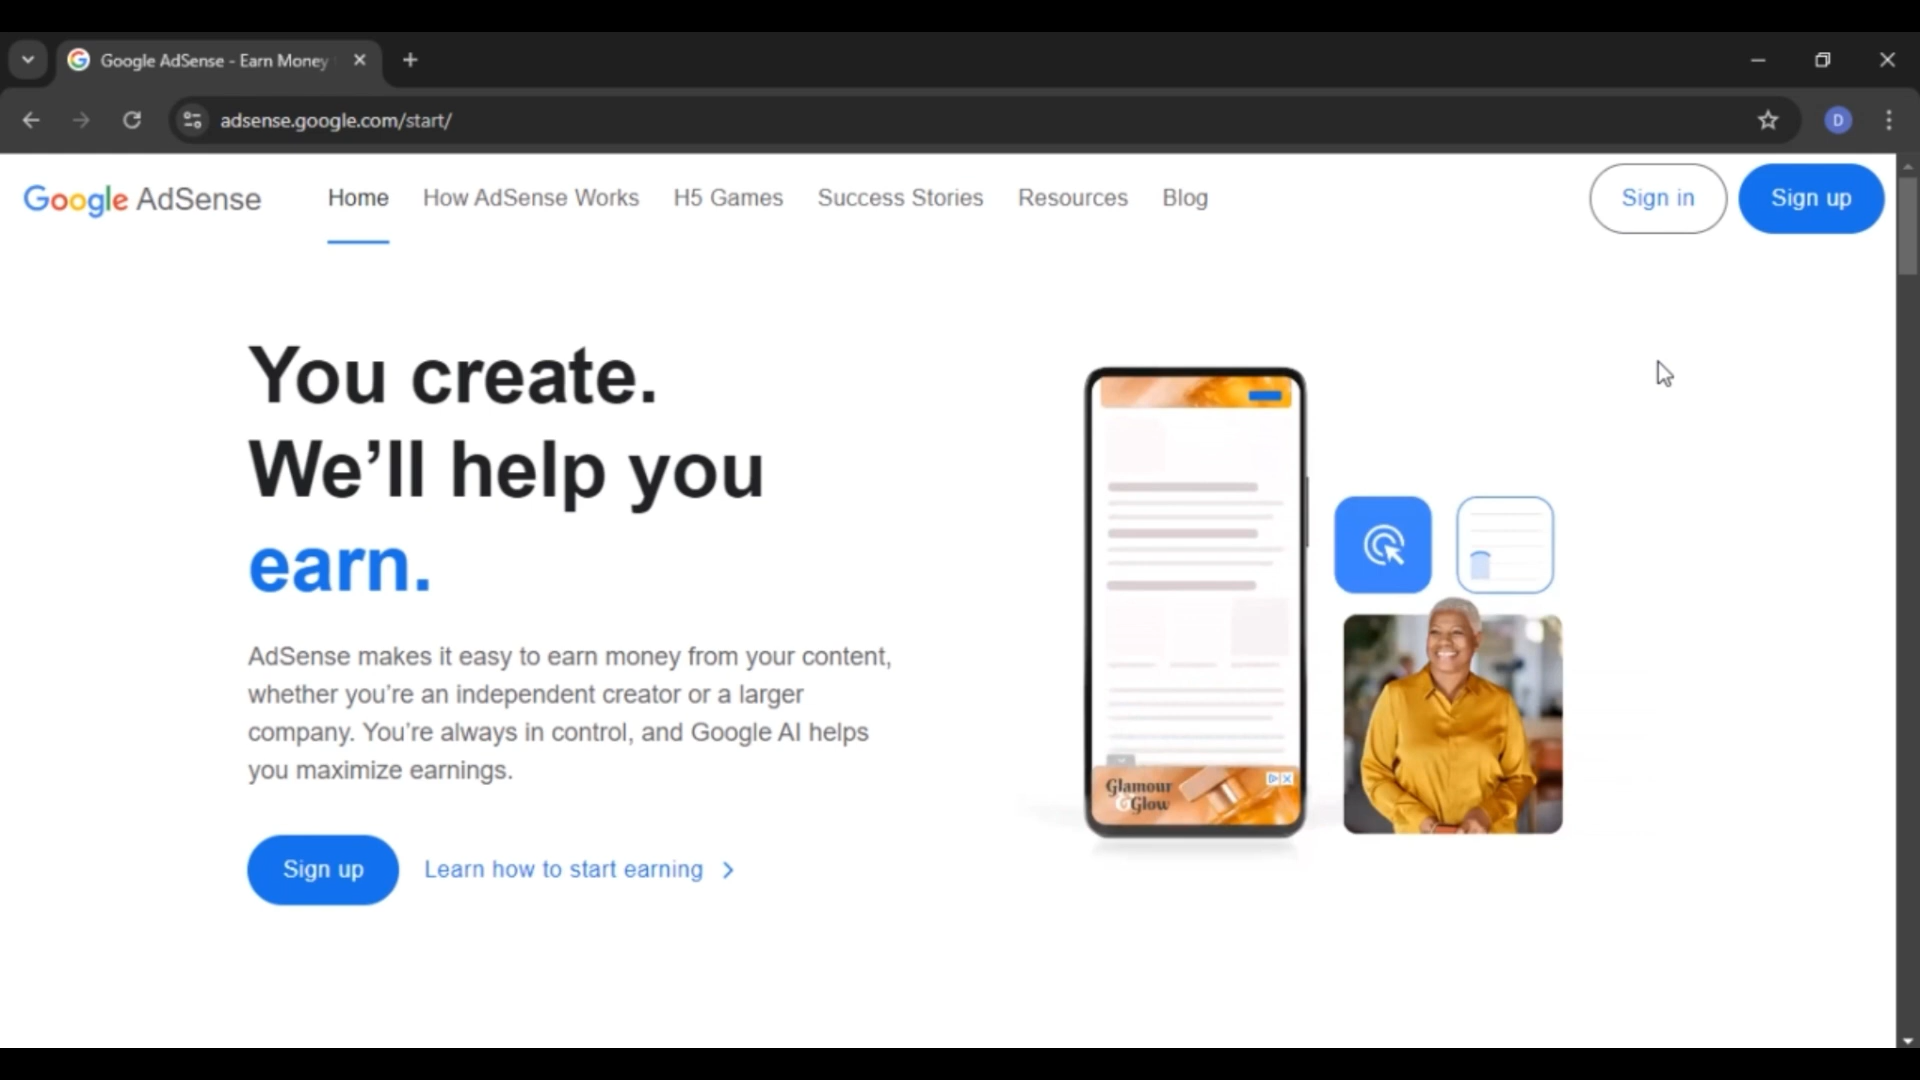 Google AdSense - Earn Money
adsense.google.com/start/
D
Google AdSense
Home
How AdSense Works
H5 Games
Success Stories
Resources
Blog
Sign in
Sign up
You create.
We’ll help you
earn.
AdSense makes it easy to earn money from your content,
whether you’re an independent creator or a larger
company. You’re always in control, and Google AI helps
you maximize earnings.
Sign up
Learn how to start earning
Glamour
& Glow